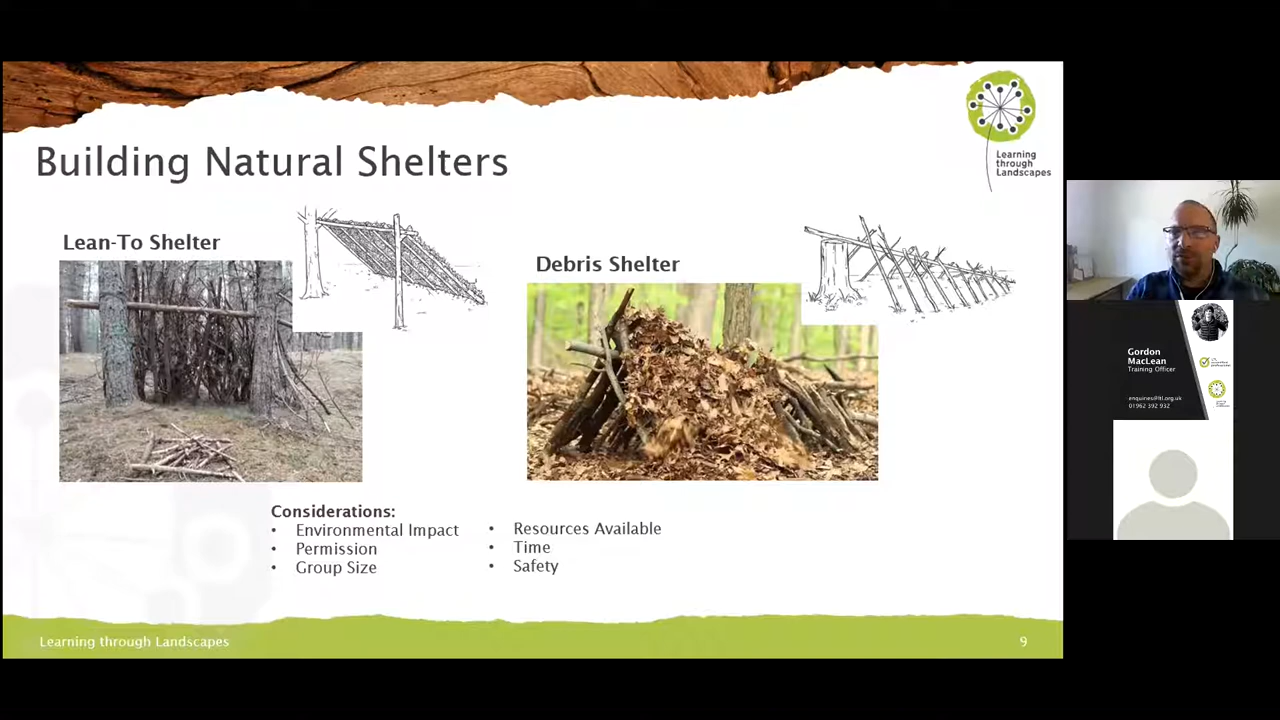 Building Natural Shelters
Learning
through
Landscapes
Lean-To Shelter
Debris Shelter
Considerations:
• Environmental Impact
• Permission
• Group Size
• Resources Available
• Time
• Safety
Learning through Landscapes
9
Gordon
MacLean
Training Officer
enquiries@ltl.org.uk
01962 392 932